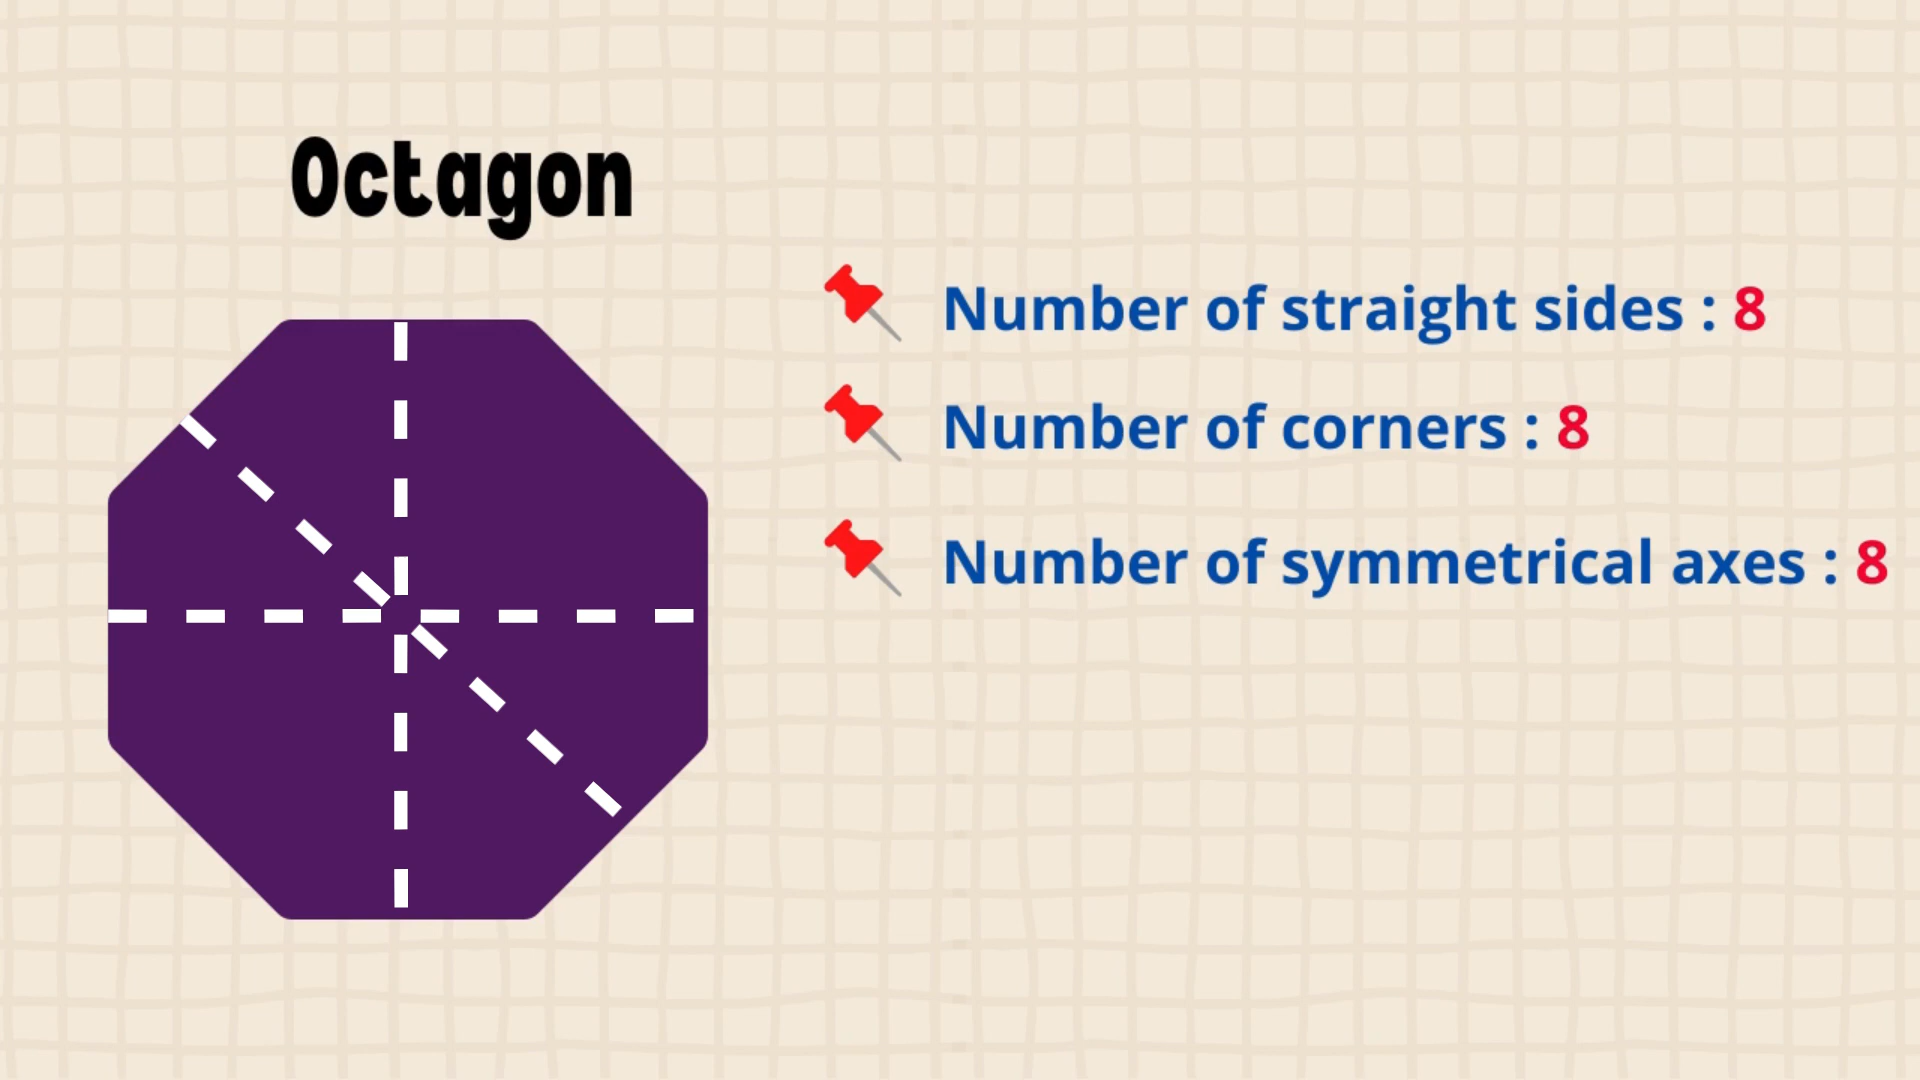 Octagon
Number of straight sides : 8
Number of corners : 8
Number of symmetrical axes : 8